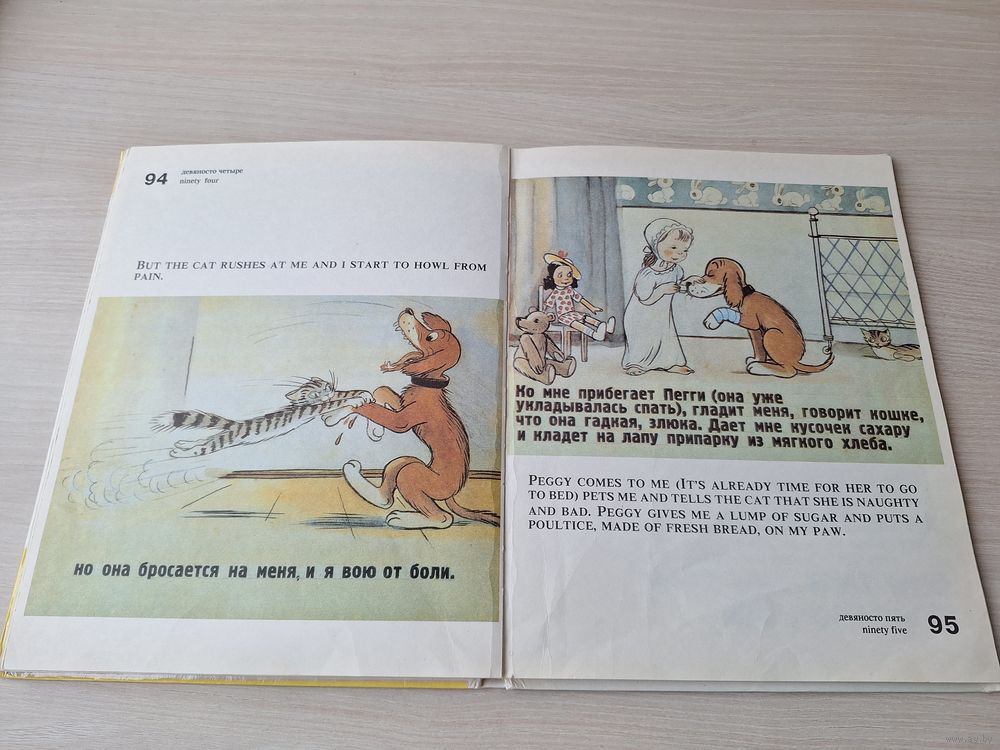 94
девяносто четыре
ninety four
BUT THE CAT RUSHES AT ME AND I START TO HOWL FROM
PAIN.
но она бросается на меня, и я вою от боли.
Ко мне прибегает Пегги (она уже
укладывалась спать), гладит меня, говорит кошке,
что она гадкая, злюка. Дает мне кусочек сахару
и кладет на лапу припарку из мягкого хлеба.
PEGGY COMES TO ME (IT'S ALREADY TIME FOR HER TO GO
TO BED) PETS ME AND TELLS THE CAT THAT SHE IS NAUGHTY
AND BAD. PEGGY GIVES ME A LUMP OF SUGAR AND PUTS A
POULTICE, MADE OF FRESH BREAD, ON MY PAW.
девяносто пять
ninety five
95
www.ay.by